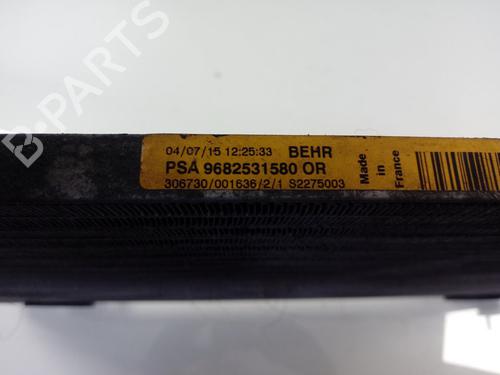 04/07/15 12:25:33 BEHR
PSA 9682531580 OR
306730/001636/2/1 S2275003
Made
in
France
B-PARTS